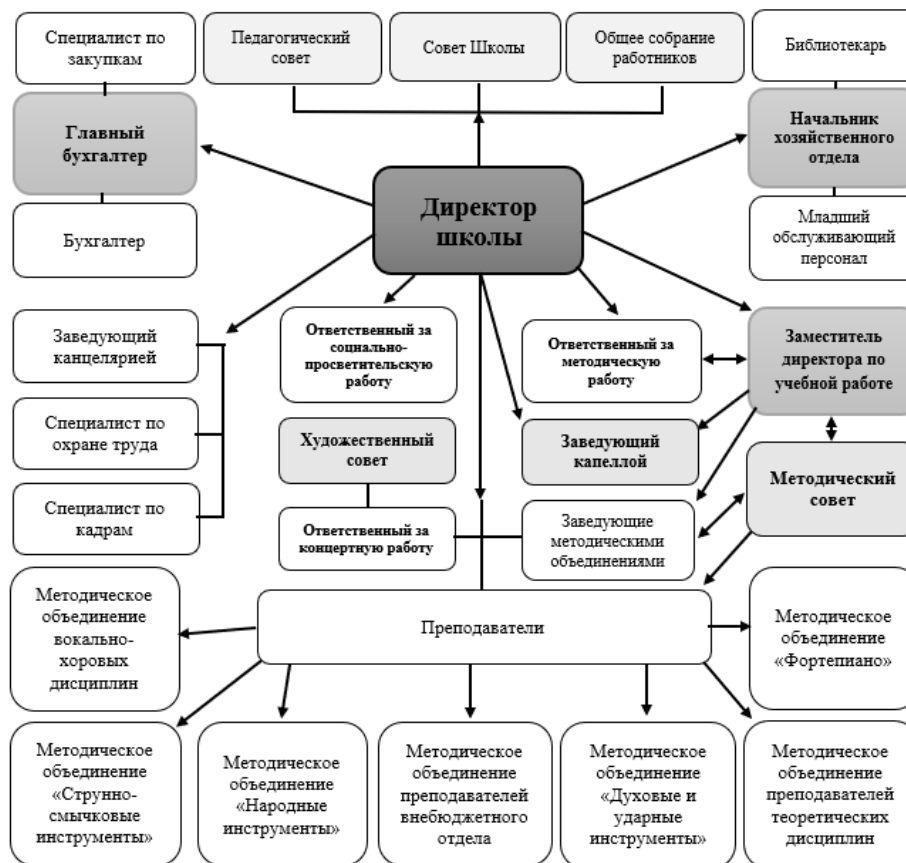 Специалист по
закупкам
Педагогический
совет
Совет Школы
Общее собрание
работников
Библиотекарь
Главный
бухгалтер
Начальник
хозяйственного
отдела
Директор
школы
Бухгалтер
Младший
обслуживающий
персонал
Заведующий
канцелярией
Ответственный за
социально-
просветительскую
работу
Ответственный за
методическую
работу
Заместитель
директора по
учебной работе
Специалист по
охране труда
Художественный
совет
Заведующий
капеллой
Методический
совет
Специалист по
кадрам
Ответственный за
концертную работу
Заведующие
методическими
объединениями
Методическое
объединение
вокально-
хоровых
дисциплин
Преподаватели
Методическое
объединение
«Фортепиано»
Методическое
объединение
«Струнно-
смычковые
инструменты»
Методическое
объединение
«Народные
инструменты»
Методическое
объединение
преподавателей
внебюджетного
отдела
Методическое
объединение
«Духовые и
ударные
инструменты»
Методическое
объединение
преподавателей
теоретических
дисциплин